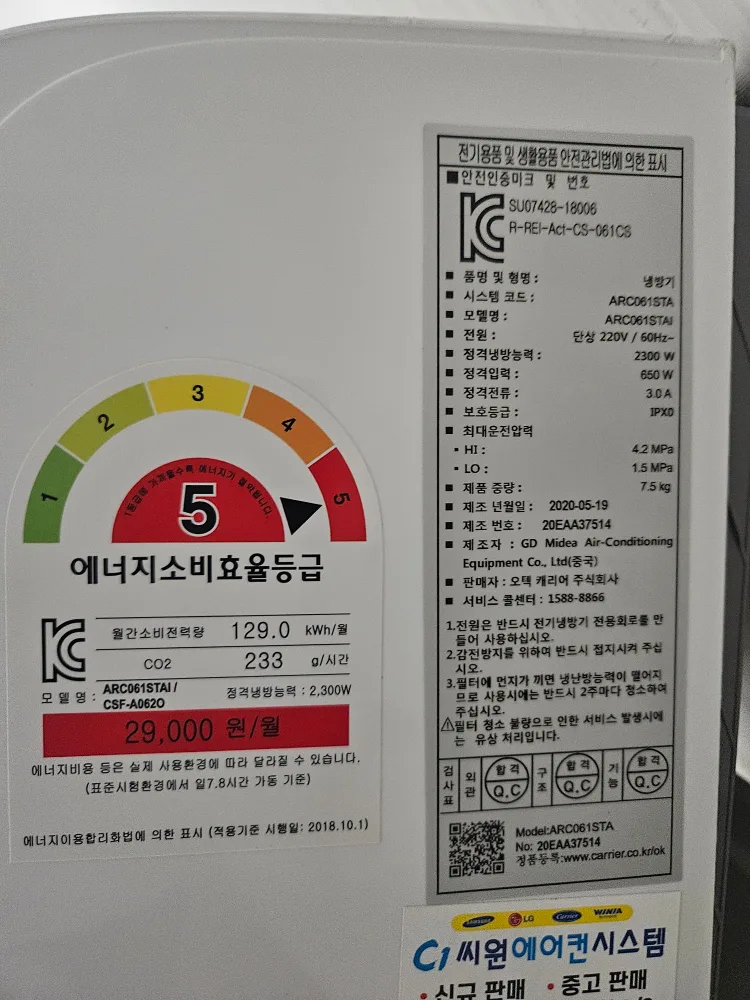 1
2
3
4
5
1등급에 가까울수록 에너지가 절약됩니다.
5
에너지소비효율등급
월간소비전력량 129.0 kWh/월
CO2 233 g/시간
모델명 : ARC061STAI / CSF-A062O 정격냉방능력 : 2,300W
29,000 원/월
에너지비용 등은 실제 사용환경에 따라 달라질 수 있습니다.
(표준시험환경에서 일7.8시간 가동 기준)
에너지이용합리화법에 의한 표시 (적용기준 시행일: 2018.10.1)
전기용품 및 생활용품 안전관리법에 의한 표시
■안전인증미크 및 번호
SU07428-18006
R-REI-Act-CS-061CS
■ 품명 및 형명 : 냉방기
■ 시스템 코드 : ARC061STA
■ 모델명 : ARC061STAI
■ 전원 : 단상 220V / 60Hz~
■ 정격냉방능력 : 2300 W
■ 정격입력 : 650 W
■ 정격전류 : 3.0 A
■ 보호등급 : IPX0
■ 최대운전압력
▪ HI : 4.2 MPa
▪ LO : 1.5 MPa
■ 제품 중량 : 7.5 kg
■ 제조 년월일 : 2020-05-19
■ 제조 번호 : 20EAA37514
■ 제조자 : GD Midea Air-Conditioning
Equipment Co., Ltd(중국)
■ 판매자 : 오텍 캐리어 주식회사
■ 서비스 콜센터 : 1588-8866
1.전원은 반드시 전기냉방기 전용회로를 만
들어 사용하십시오.
2.감전방지를 위하여 반드시 접지시켜 주십
시오.
3.필터에 먼지가 끼면 냉난방능력이 떨어지
므로 사용시에는 반드시 2주마다 청소하여
주십시오.
⚠필터 청소 불량으로 인한 서비스 발생시에
는 유상 처리입니다.
검사표 외관 합격 Q.C 구조 합격 Q.C 기능 합격 Q.C
Model:ARC061STA
No: 20EAA37514
정품등록:www.carrier.co.kr/ok
SAMSUNG LG Carrier WINIA
C1 씨원에어컨시스템
• 신규 판매 • 중고 판매